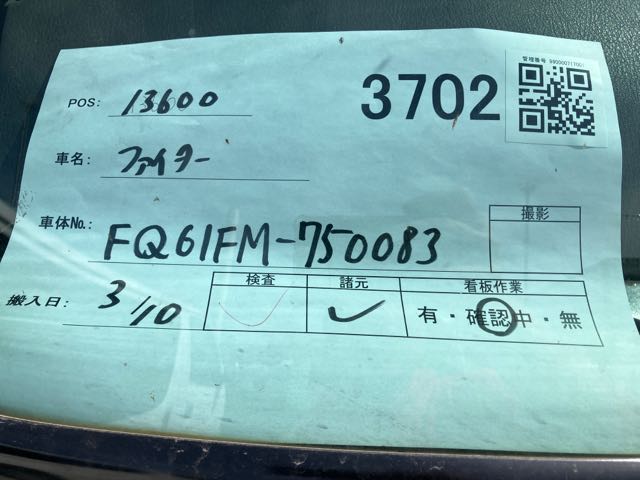 管理番号 9800007170
POS: 13600
3702
車名: ファイター
車体No.: FQ61FM-750083
撮影
搬入日: 3/10
検査 諸元 看板作業
✓ ✓ 有・確認中・無